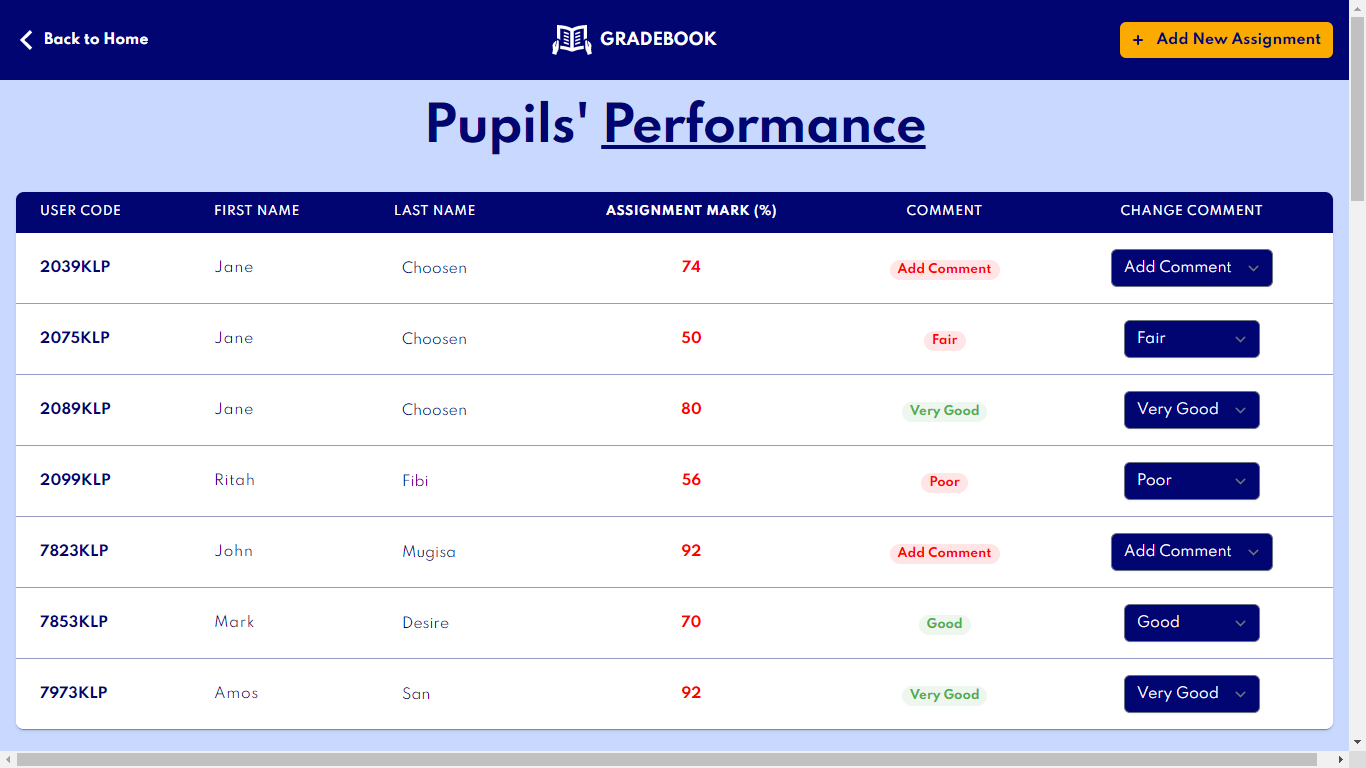 Back to Home GRADEBOOK + Add New Assignment
Pupils' Performance
USER CODE FIRST NAME LAST NAME ASSIGNMENT MARK (%) COMMENT CHANGE COMMENT
2039KLP Jane Choosen 74 Add Comment Add Comment
2075KLP Jane Choosen 50 Fair Fair
2089KLP Jane Choosen 80 Very Good Very Good
2099KLP Ritah Fibi 56 Poor Poor
7823KLP John Mugisa 92 Add Comment Add Comment
7853KLP Mark Desire 70 Good Good
7973KLP Amos San 92 Very Good Very Good